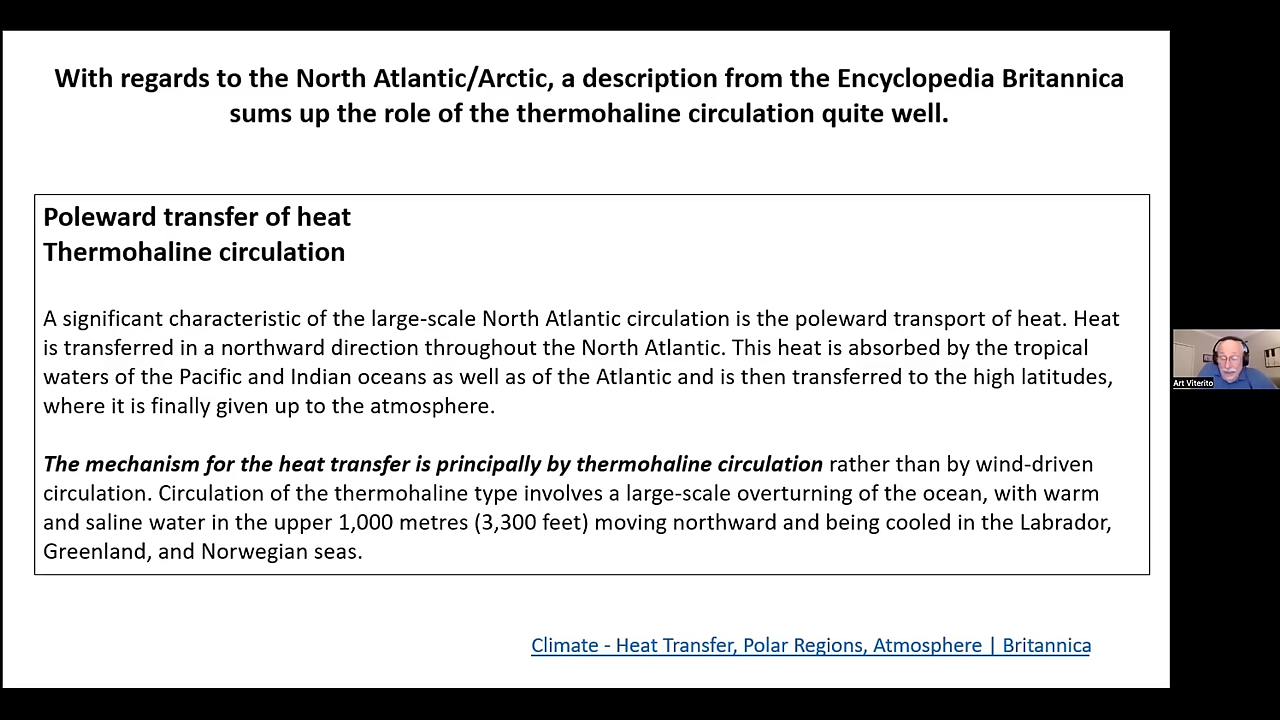 With regards to the North Atlantic/Arctic, a description from the Encyclopedia Britannica
sums up the role of the thermohaline circulation quite well.
Poleward transfer of heat
Thermohaline circulation
A significant characteristic of the large-scale North Atlantic circulation is the poleward transport of heat. Heat
is transferred in a northward direction throughout the North Atlantic. This heat is absorbed by the tropical
waters of the Pacific and Indian oceans as well as of the Atlantic and is then transferred to the high latitudes,
where it is finally given up to the atmosphere.
The mechanism for the heat transfer is principally by thermohaline circulation rather than by wind-driven
circulation. Circulation of the thermohaline type involves a large-scale overturning of the ocean, with warm
and saline water in the upper 1,000 metres (3,300 feet) moving northward and being cooled in the Labrador,
Greenland, and Norwegian seas.
Climate - Heat Transfer, Polar Regions, Atmosphere | Britannica
Art Viterito